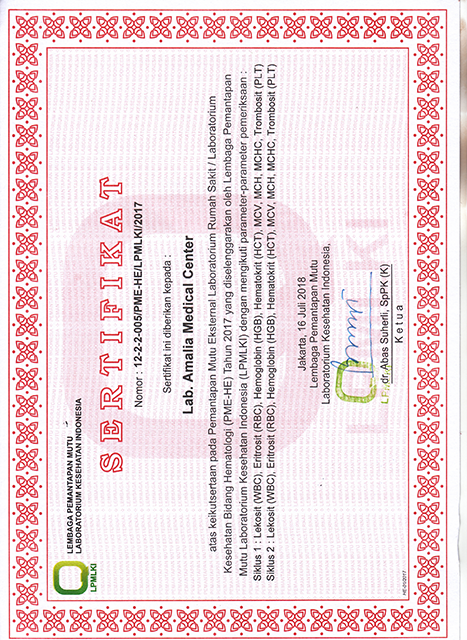 LPMLKI
LEMBAGA PEMANTAPAN MUTU
LABORATORIUM KESEHATAN INDONESIA
SERTIFIKAT
Nomor : 12-2-2-005/PME-HE/LPMLKI/2017
Sertifikat ini diberikan kepada :
Lab. Amalia Medical Center
atas keikutsertaan pada Pemantapan Mutu Eksternal Laboratorium Rumah Sakit / Laboratorium
Kesehatan Bidang Hematologi (PME-HE) Tahun 2017 yang diselenggarakan oleh Lembaga Pemantapan
Mutu Laboratorium Kesehatan Indonesia (LPMLKI) dengan mengikuti parameter-parameter pemeriksaan :
Siklus 1 : Lekosit (WBC), Eritrosit (RBC), Hemoglobin (HGB), Hematokrit (HCT), MCV, MCH, MCHC, Trombosit (PLT)
Siklus 2 : Lekosit (WBC), Eritrosit (RBC), Hemoglobin (HGB), Hematokrit (HCT), MCV, MCH, MCHC, Trombosit (PLT)
Jakarta, 16 Juli 2018
Lembaga Pemantapan Mutu
Laboratorium Kesehatan Indonesia,
dr. Abas Suherli, SpPK (K)
Ketua
HE-01/2017